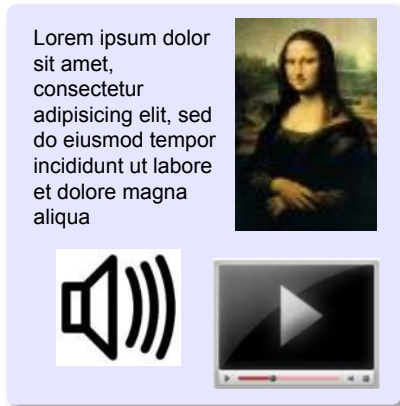 Lorem ipsum dolor
sit amet,
consectetur
adipisicing elit, sed
do eiusmod tempor
incididunt ut labore
et dolore magna
aliqua